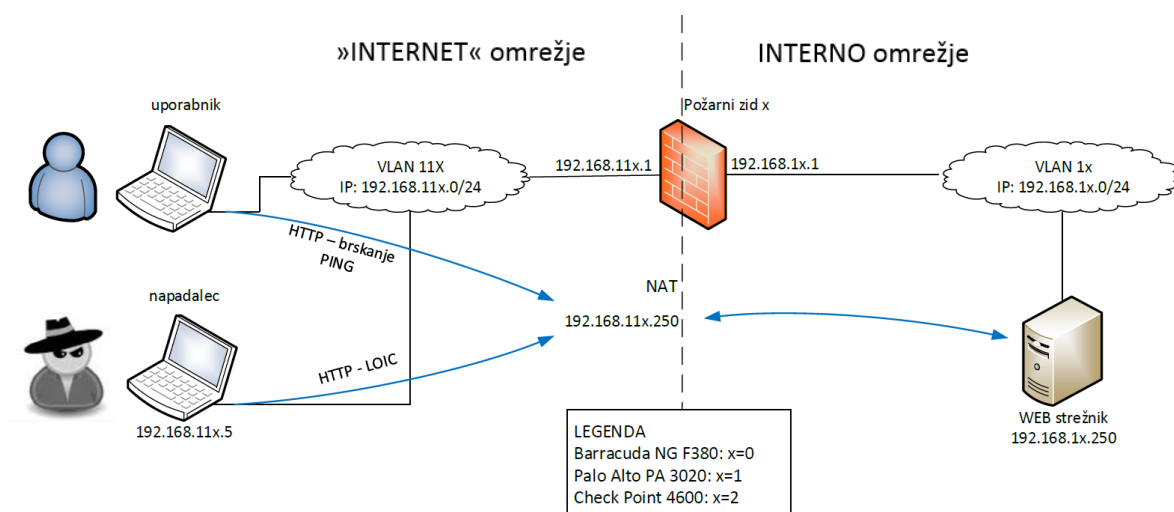 »INTERNET« omrežje
INTERNO omrežje
uporabnik
Požarni zid x
VLAN 11X
IP: 192.168.11x.0/24
192.168.11x.1
192.168.1x.1
VLAN 1x
IP: 192.168.1x.0/24
HTTP – brskanje
PING
napadalec
NAT
192.168.11x.250
HTTP - LOIC
192.168.11x.5
WEB strežnik
192.168.1x.250
LEGENDA
Barracuda NG F380: x=0
Palo Alto PA 3020: x=1
Check Point 4600: x=2